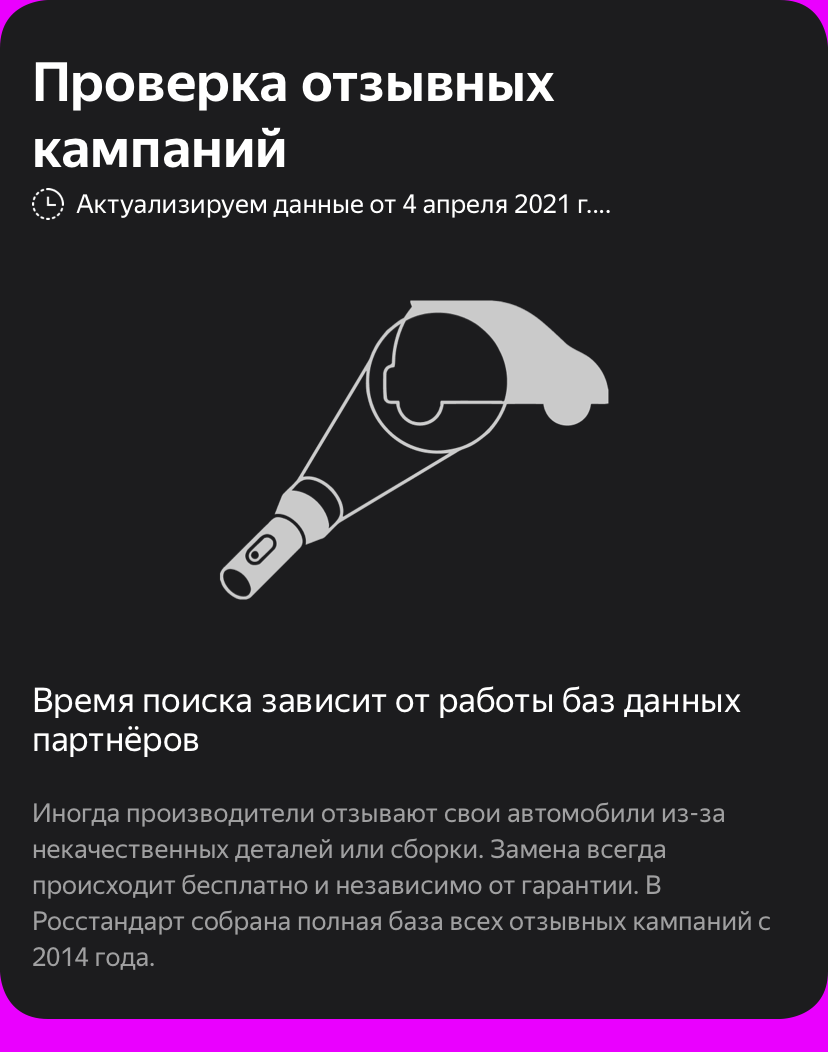 Проверка отзывных
кампаний
Актуализируем данные от 4 апреля 2021 г....
Время поиска зависит от работы баз данных
партнёров
Иногда производители отзывают свои автомобили из-за
некачественных деталей или сборки. Замена всегда
происходит бесплатно и независимо от гарантии. В
Росстандарт собрана полная база всех отзывных кампаний с
2014 года.